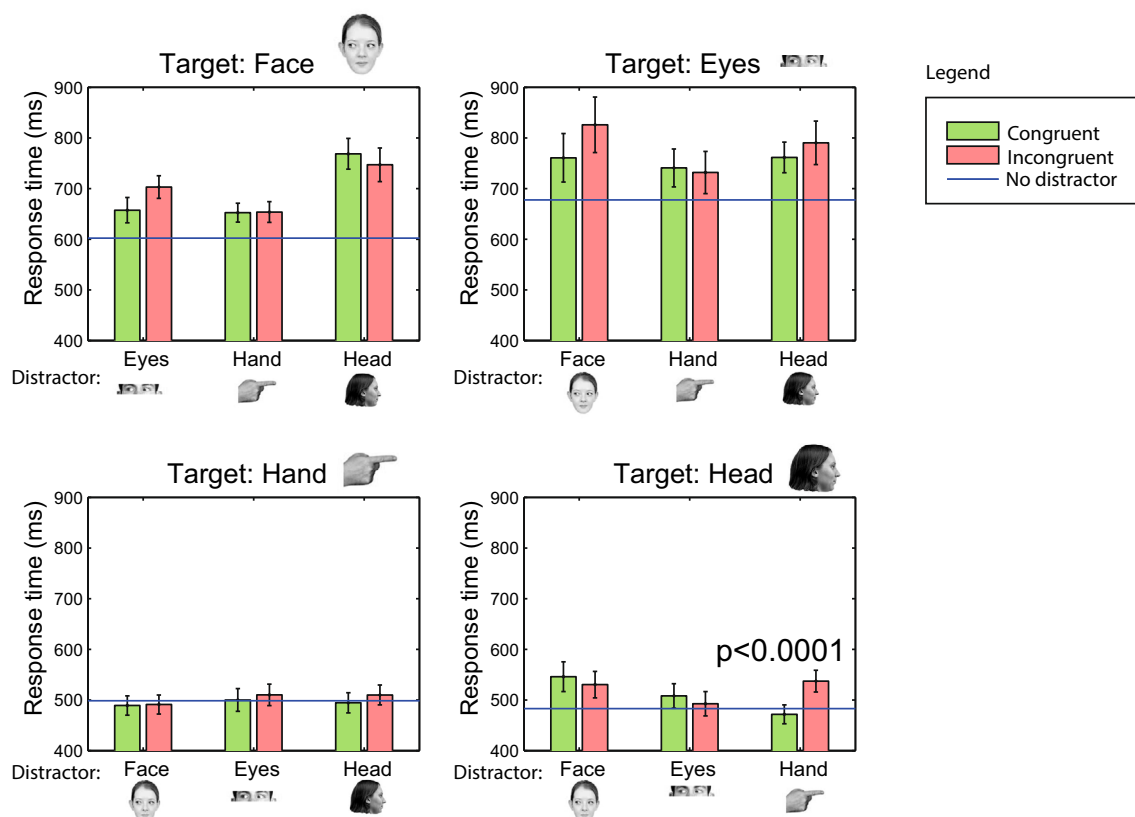 Target: Face
Response time (ms)
900
800
700
600
500
400
Eyes Hand Head
Distractor:
Target: Eyes
Response time (ms)
900
800
700
600
500
400
Face Hand Head
Distractor:
Legend
Congruent
Incongruent
No distractor
Target: Hand
Response time (ms)
900
800
700
600
500
400
Face Eyes Head
Distractor:
Target: Head
Response time (ms)
900
800
700
600
500
400
p<0.0001
Face Eyes Hand
Distractor: